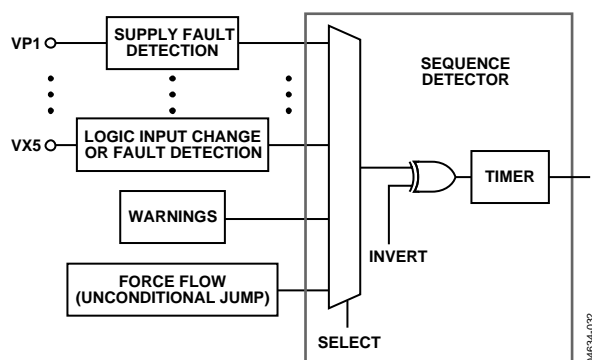 VP1
SUPPLY FAULT
DETECTION
SEQUENCE
DETECTOR
VX5
LOGIC INPUT CHANGE
OR FAULT DETECTION
TIMER
WARNINGS
INVERT
FORCE FLOW
(UNCONDITIONAL JUMP)
SELECT